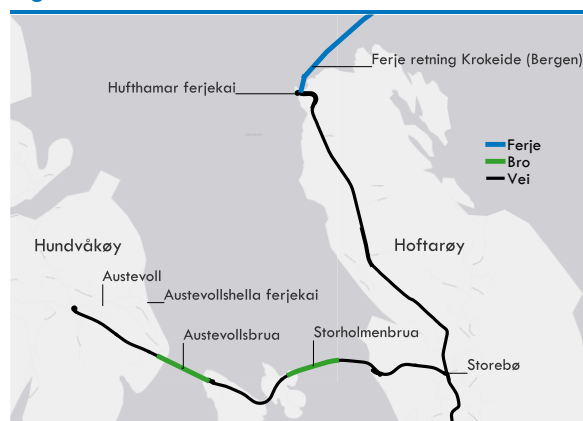 Ferje retning Krokeide (Bergen)
Hufthamar ferjekai
Ferje
Bro
Vei
Hundvåkøy
Hoftarøy
Austevoll
Austevollshella ferjekai
Austevollsbrua
Storholmenbrua
Storebø